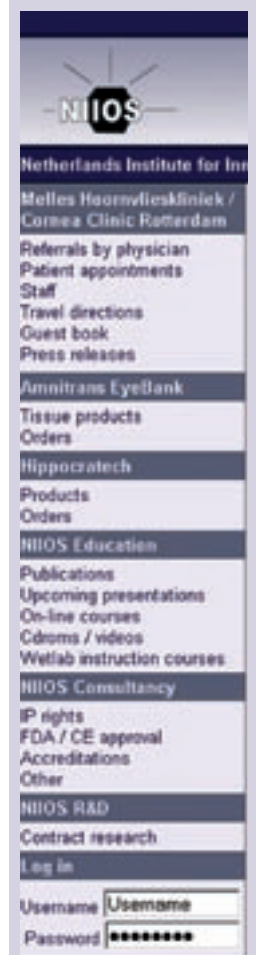 NIIOS
Netherlands Institute for Inn
Melles Hoornvlieskliniek /
Cornea Clinic Rotterdam
Referrals by physician
Patient appointments
Staff
Travel directions
Guest book
Press releases
Amnitrans EyeBank
Tissue products
Orders
Hippocratech
Products
Orders
NIIOS Education
Publications
Upcoming presentations
On-line courses
Cdroms / videos
Wetlab instruction courses
NIIOS Consultancy
IP rights
FDA / CE approval
Accreditations
Other
NIIOS R&D
Contract research
Log in
Username Username
Password ●●●●●●●●